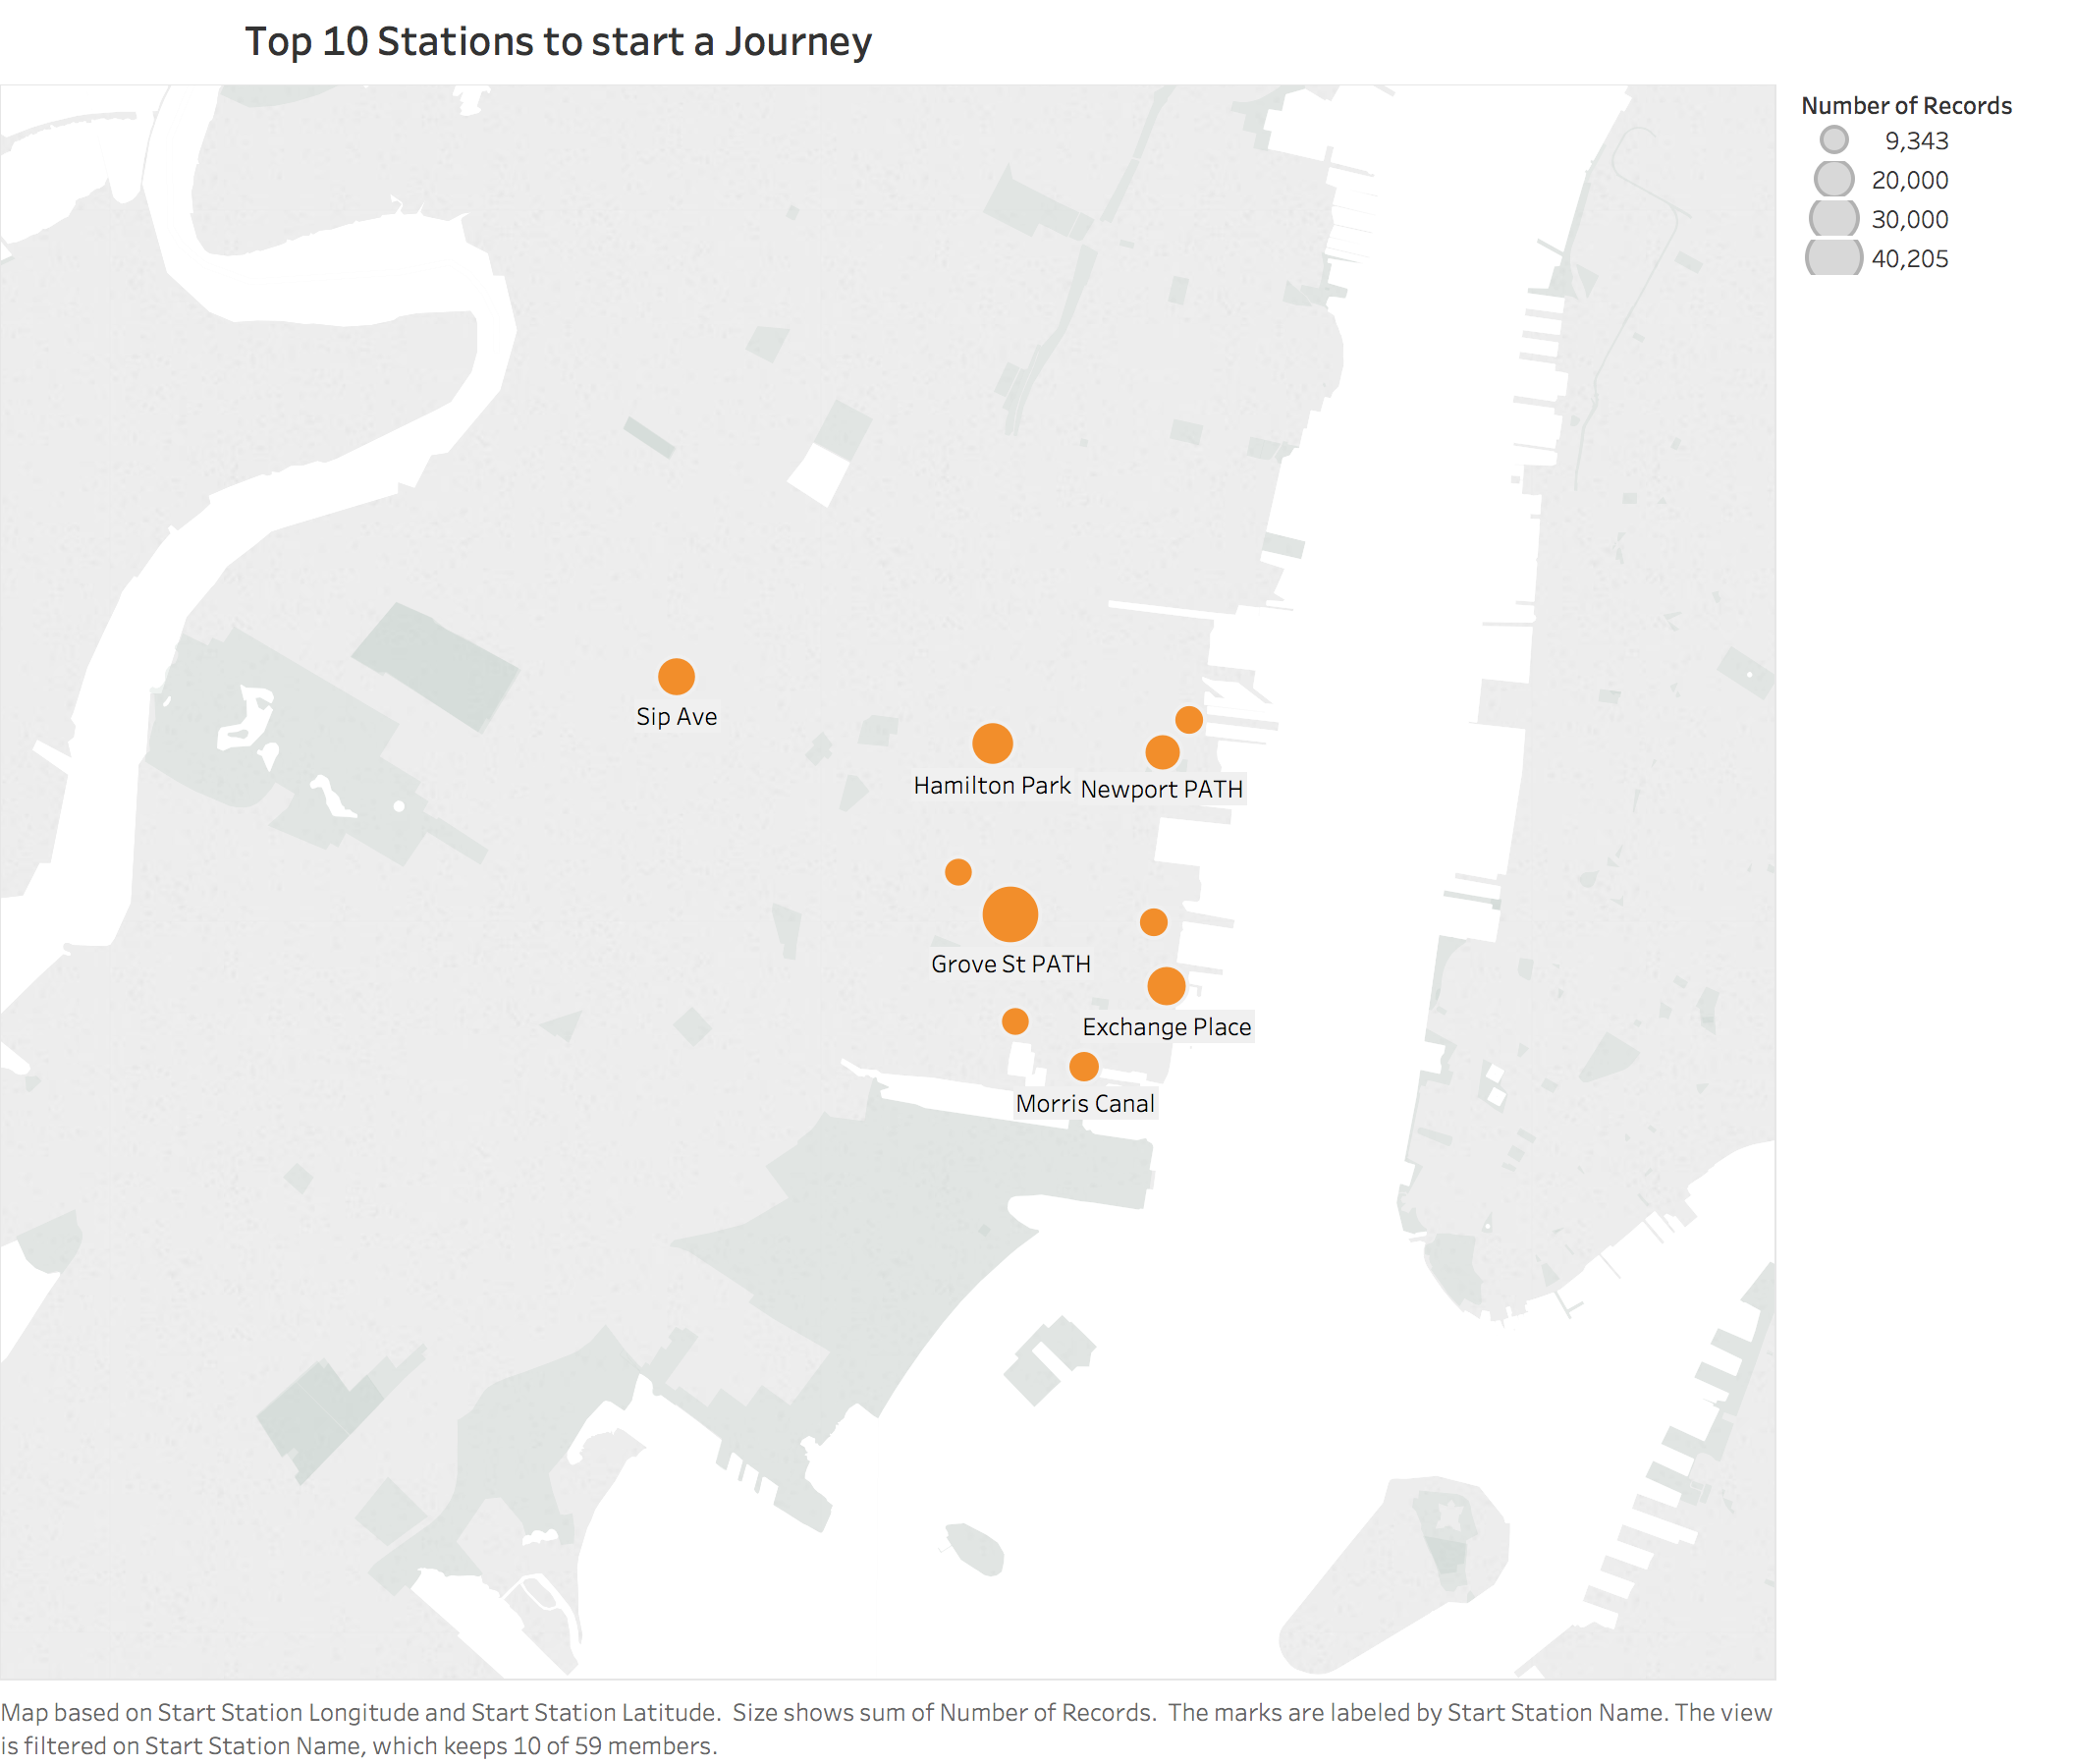 Top 10 Stations to start a Journey
Number of Records
9,343
20,000
30,000
40,205
Sip Ave
Hamilton Park
Newport PATH
Grove St PATH
Exchange Place
Morris Canal
Map based on Start Station Longitude and Start Station Latitude.  Size shows sum of Number of Records.  The marks are labeled by Start Station Name. The view
is filtered on Start Station Name, which keeps 10 of 59 members.